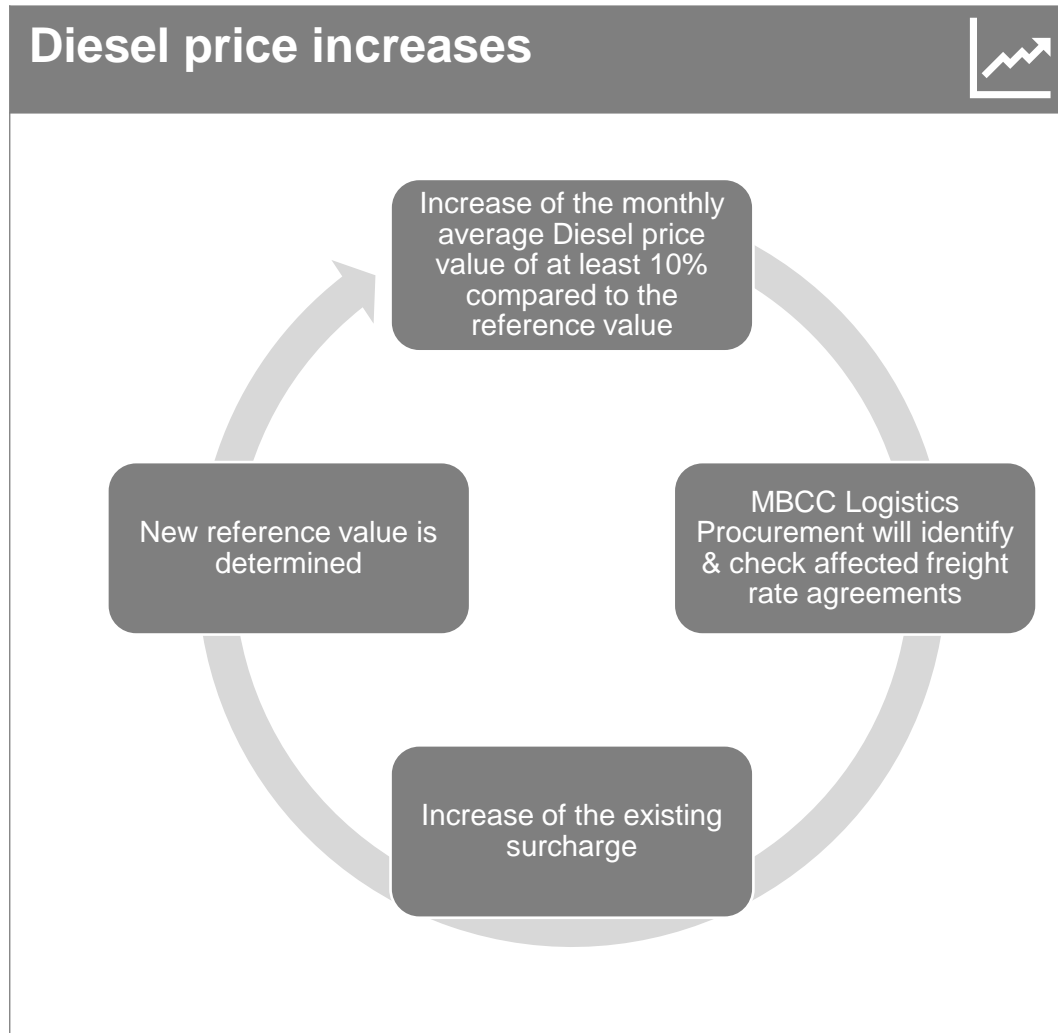 Diesel price increases
Increase of the monthly
average Diesel price
value of at least 10%
compared to the
reference value
MBCC Logistics
Procurement will identify
& check affected freight
rate agreements
Increase of the existing
surcharge
New reference value is
determined